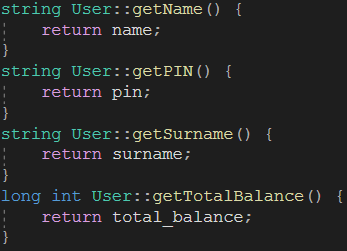 string User::getName() {
    return name;
}
string User::getPIN() {
    return pin;
}
string User::getSurname() {
    return surname;
}
long int User::getTotalBalance() {
    return total_balance;
}